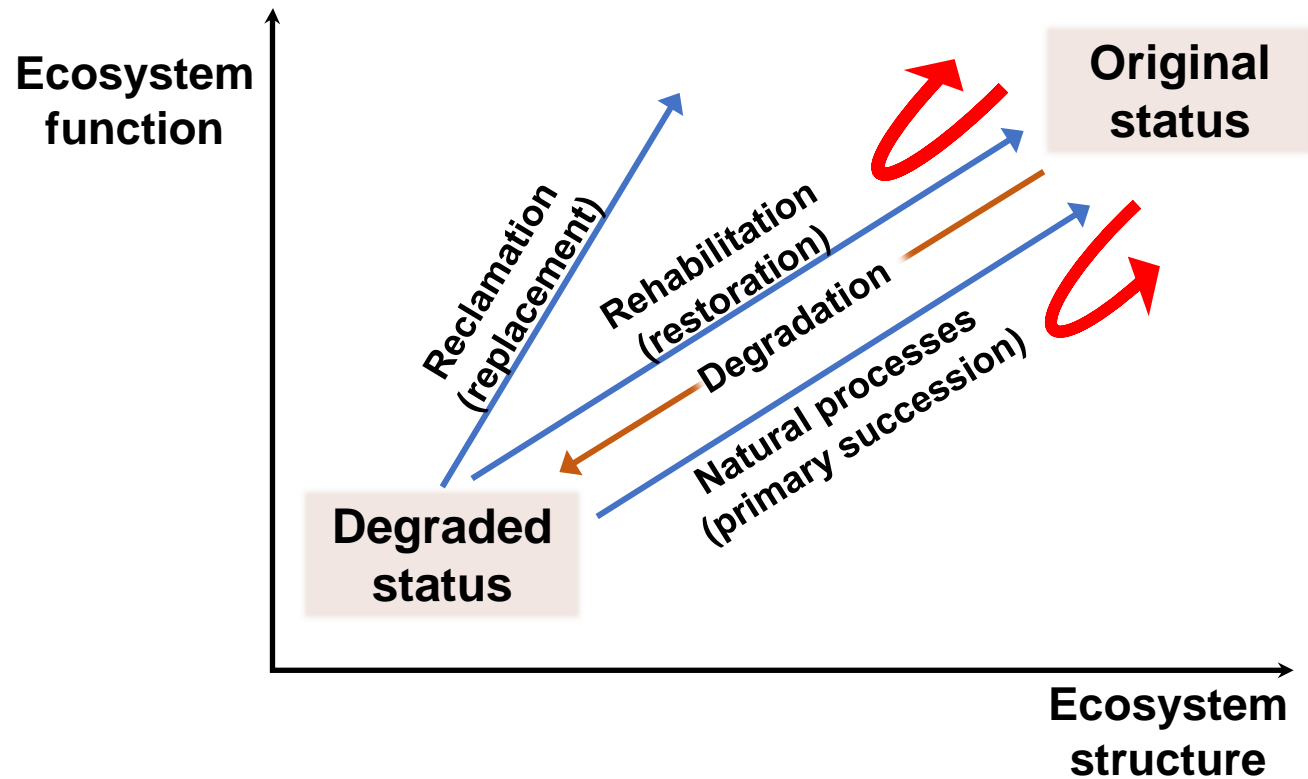 Ecosystem
function
Original
status
Reclamation
(replacement)
Rehabilitation
(restoration)
Degradation
Natural processes
(primary succession)
Degraded
status
Ecosystem
structure